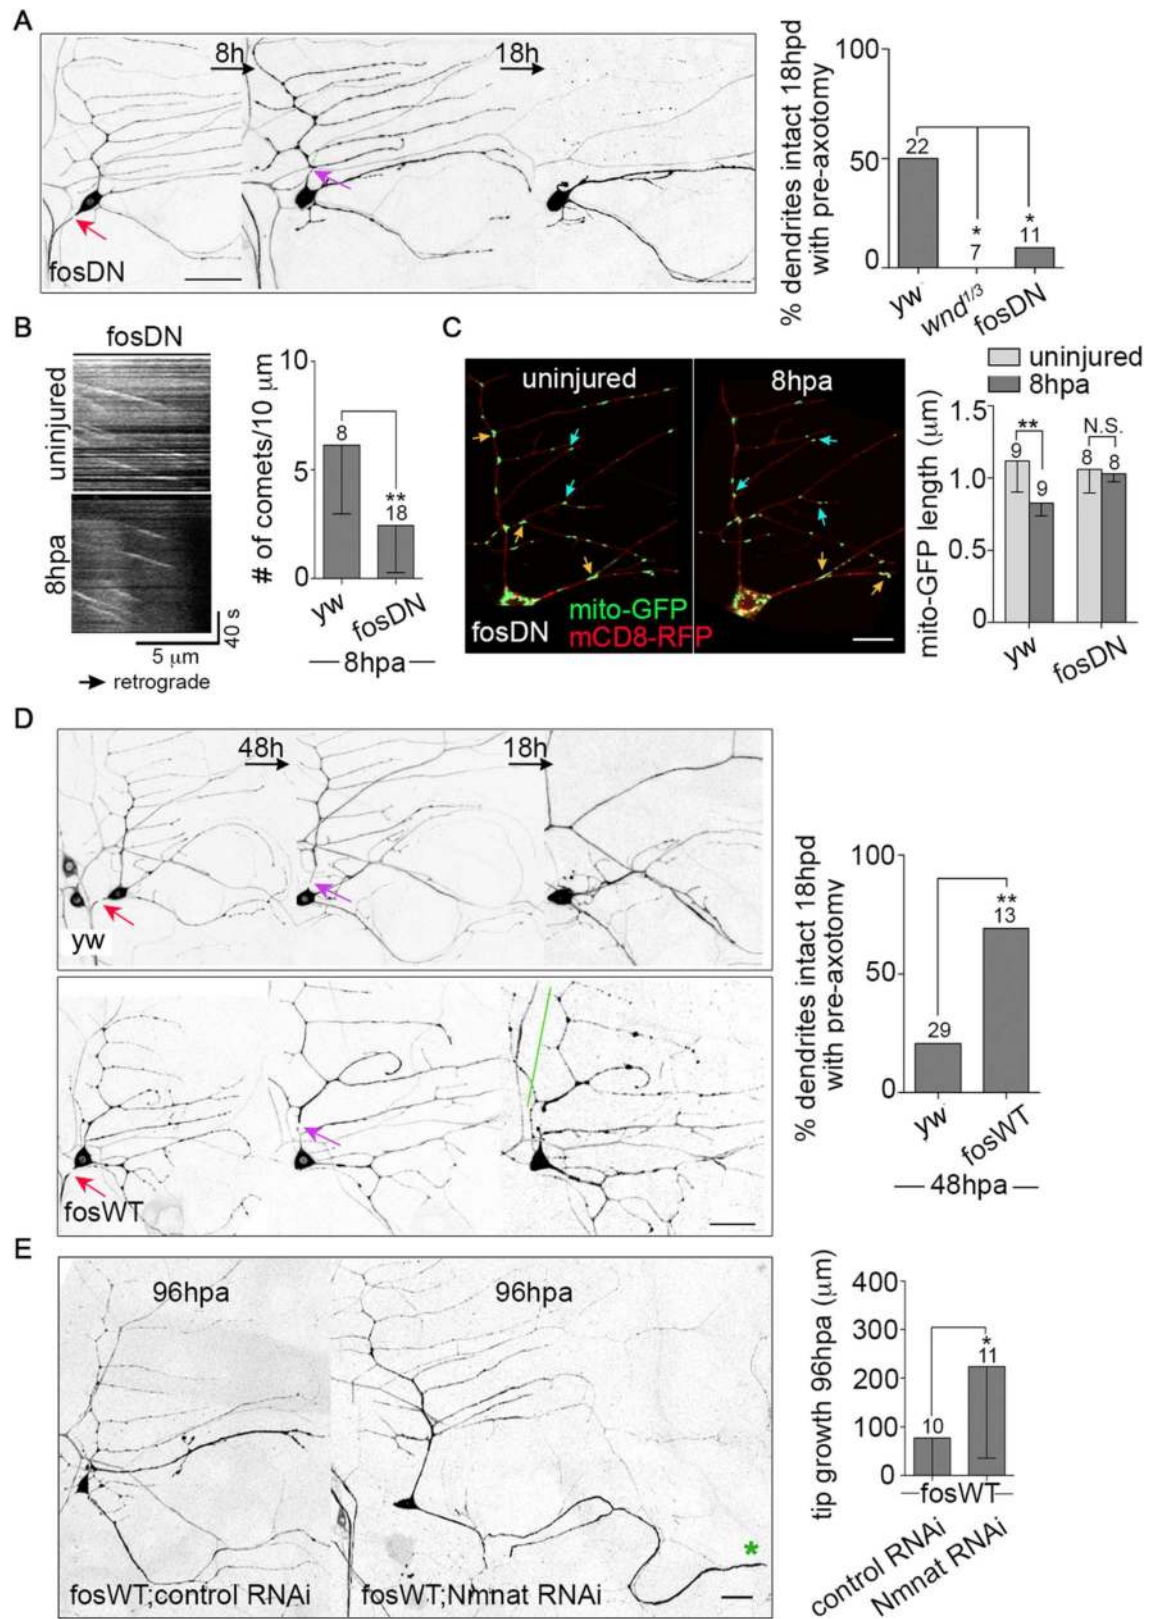 A
8h
18h
fosDN
% dendrites intact 18hpd
with pre-axotomy
100
50
0
22
*
7
*
11
yw
wnd1/3
fosDN
B
fosDN
uninjured
8hpa
40 s
5 μm
retrograde
# of comets/10 μm
10
5
0
8
**
18
yw
fosDN
8hpa
C
uninjured
8hpa
fosDN
mito-GFP
mCD8-RFP
uninjured
8hpa
mito-GFP length (μm)
1.5
1.0
0.5
0
**
9
9
N.S.
8
8
yw
fosDN
D
48h
18h
yw
fosWT
% dendrites intact 18hpd
with pre-axotomy
100
50
0
29
**
13
yw
fosWT
48hpa
E
96hpa
96hpa
fosWT;control RNAi
fosWT;Nmnat RNAi
*
tip growth 96hpa (μm)
400
300
200
100
0
10
*
11
fosWT
control RNAi
Nmnat RNAi